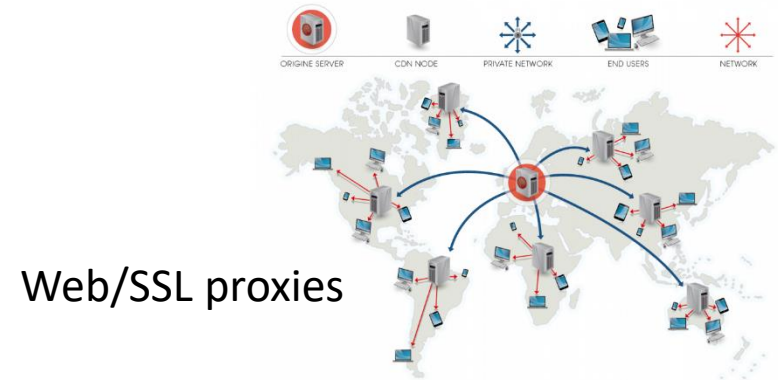 ORIGINE SERVER
CDN NODE
PRIVATE NETWORK
END USERS
NETWORK
Web/SSL proxies